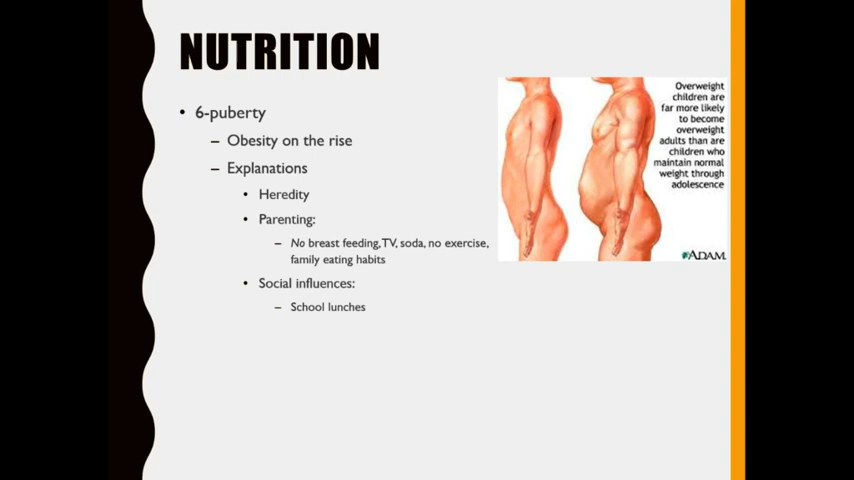 NUTRITION
• 6-puberty
– Obesity on the rise
– Explanations
• Heredity
• Parenting:
– No breast feeding, TV, soda, no exercise,
family eating habits
• Social influences:
– School lunches
Overweight
children are
far more likely
to become
overweight
adults than are
children who
maintain normal
weight through
adolescence
ADAM.